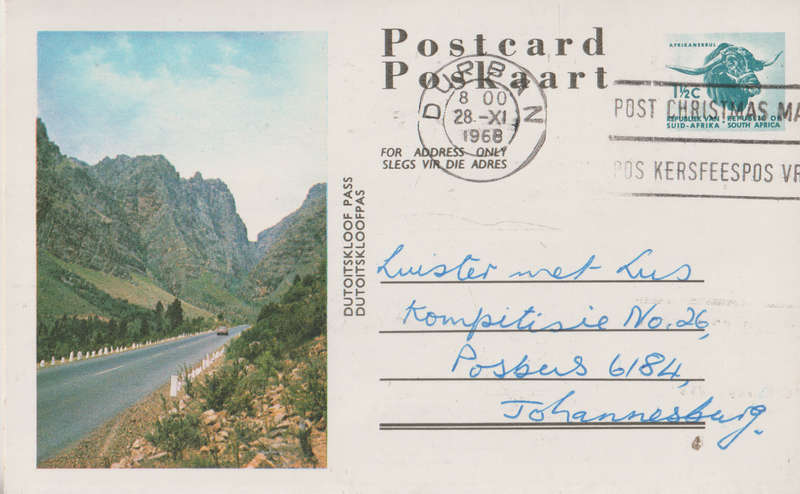 Postcard
Poskaart
AFRIKANERBUL
1½C
REPUBLIEK VAN REPUBLIC OF
SUID-AFRIKA SOUTH AFRICA
DURBAN
8 00
28.-XI
1968
POST CHRISTMAS MA
POS KERSFEESPOS VR
FOR ADDRESS ONLY
SLEGS VIR DIE ADRES
DUTOITSKLOOF PASS
DUTOITSKLOOFPAS
Luister met Lus
Kompitisie No. 26,
Posbus 6184,
Johannesburg.